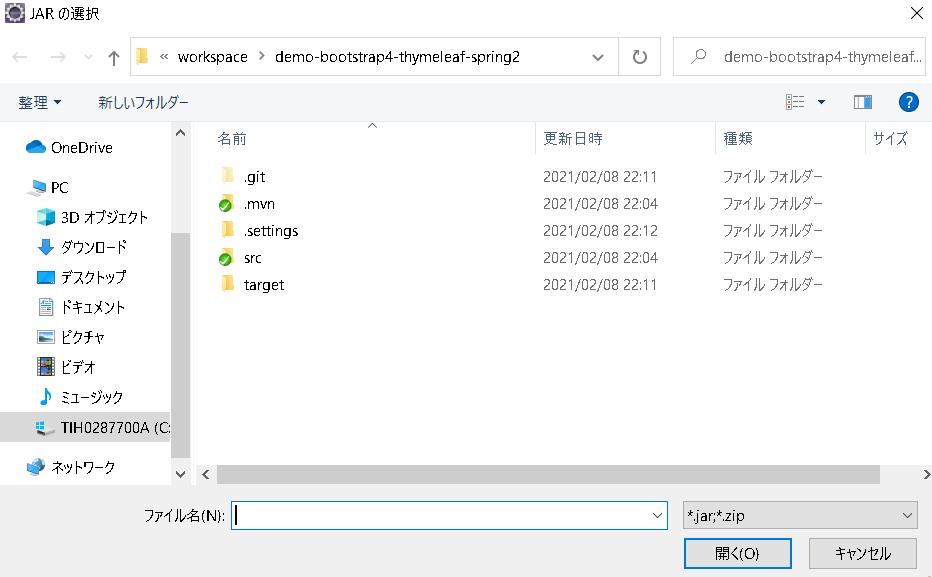 JAR の選択
« workspace > demo-bootstrap4-thymeleaf-spring2
demo-bootstrap4-thymeleaf...
整理 新しいフォルダー ?
名前 更新日時 種類 サイズ
OneDrive
PC
3D オブジェクト
ダウンロード
デスクトップ
ドキュメント
ピクチャ
ビデオ
ミュージック
TIH0287700A (C:
ネットワーク
.git 2021/02/08 22:11 ファイル フォルダー
.mvn 2021/02/08 22:04 ファイル フォルダー
.settings 2021/02/08 22:12 ファイル フォルダー
src 2021/02/08 22:04 ファイル フォルダー
target 2021/02/08 22:11 ファイル フォルダー
ファイル名(N):
*.jar;*.zip
開く(O) キャンセル